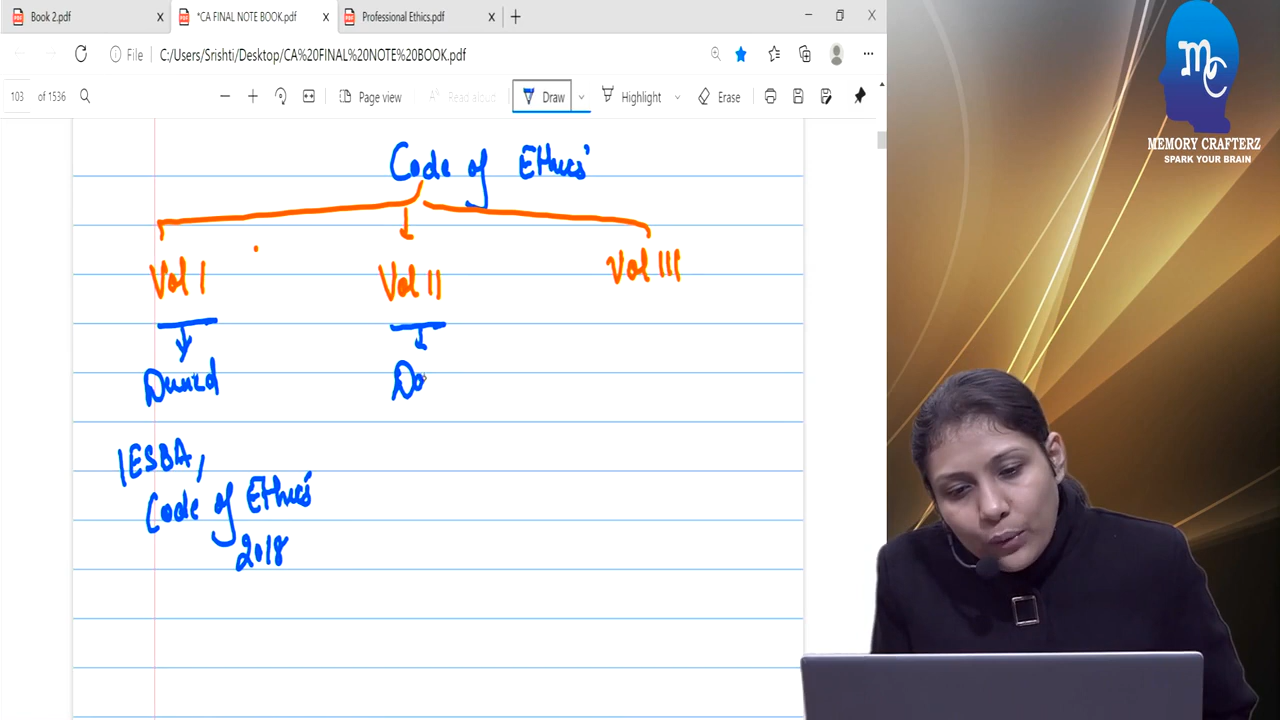 Book 2.pdf
*CA FINAL NOTE BOOK.pdf
Professional Ethics.pdf
File
C:/Users/Srishti/Desktop/CA%20FINAL%20NOTE%20BOOK.pdf
103 of 1536
Page view
Read aloud
Draw
Highlight
Erase
MC
MEMORY CRAFTERZ
SPARK YOUR BRAIN
Code of Ethics
Vol I
Vol II
Vol III
Do
IESBA,
Code of Ethics
2018